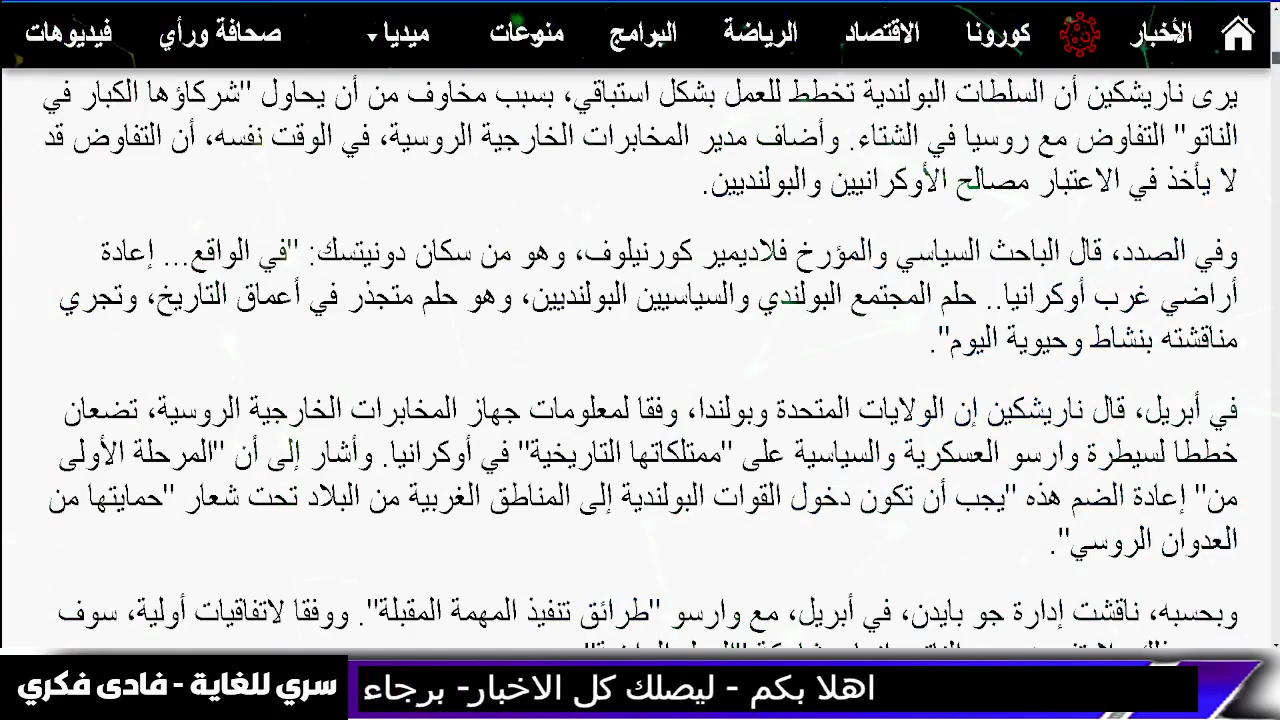 الأخبار كورونا الاقتصاد الرياضة البرامج منوعات ميديا صحافة ورأي فيديوهات
يرى ناريشكين أن السلطات البولندية تخطط للعمل بشكل استباقي، بسبب مخاوف من أن يحاول "شركاؤها الكبار في
الناتو" التفاوض مع روسيا في الشتاء. وأضاف مدير المخابرات الخارجية الروسية، في الوقت نفسه، أن التفاوض قد
لا يأخذ في الاعتبار مصالح الأوكرانيين والبولنديين.
وفي الصدد، قال الباحث السياسي والمؤرخ فلاديمير كورنيلوف، وهو من سكان دونيتسك: "في الواقع... إعادة
أراضي غرب أوكرانيا.. حلم المجتمع البولندي والسياسيين البولنديين، وهو حلم متجذر في أعماق التاريخ، وتجري
مناقشته بنشاط وحيوية اليوم".
في أبريل، قال ناريشكين إن الولايات المتحدة وبولندا، وفقا لمعلومات جهاز المخابرات الخارجية الروسية، تضعان
خططا لسيطرة وارسو العسكرية والسياسية على "ممتلكاتها التاريخية" في أوكرانيا. وأشار إلى أن "المرحلة الأولى
من" إعادة الضم هذه "يجب أن تكون دخول القوات البولندية إلى المناطق الغربية من البلاد تحت شعار "حمايتها من
العدوان الروسي".
وبحسبه، ناقشت إدارة جو بايدن، في أبريل، مع وارسو "طرائق تنفيذ المهمة المقبلة". ووفقا لاتفاقيات أولية، سوف
اهلا بكم - ليصلك كل الاخبار- برجاء
سري للغاية - فادى فكري